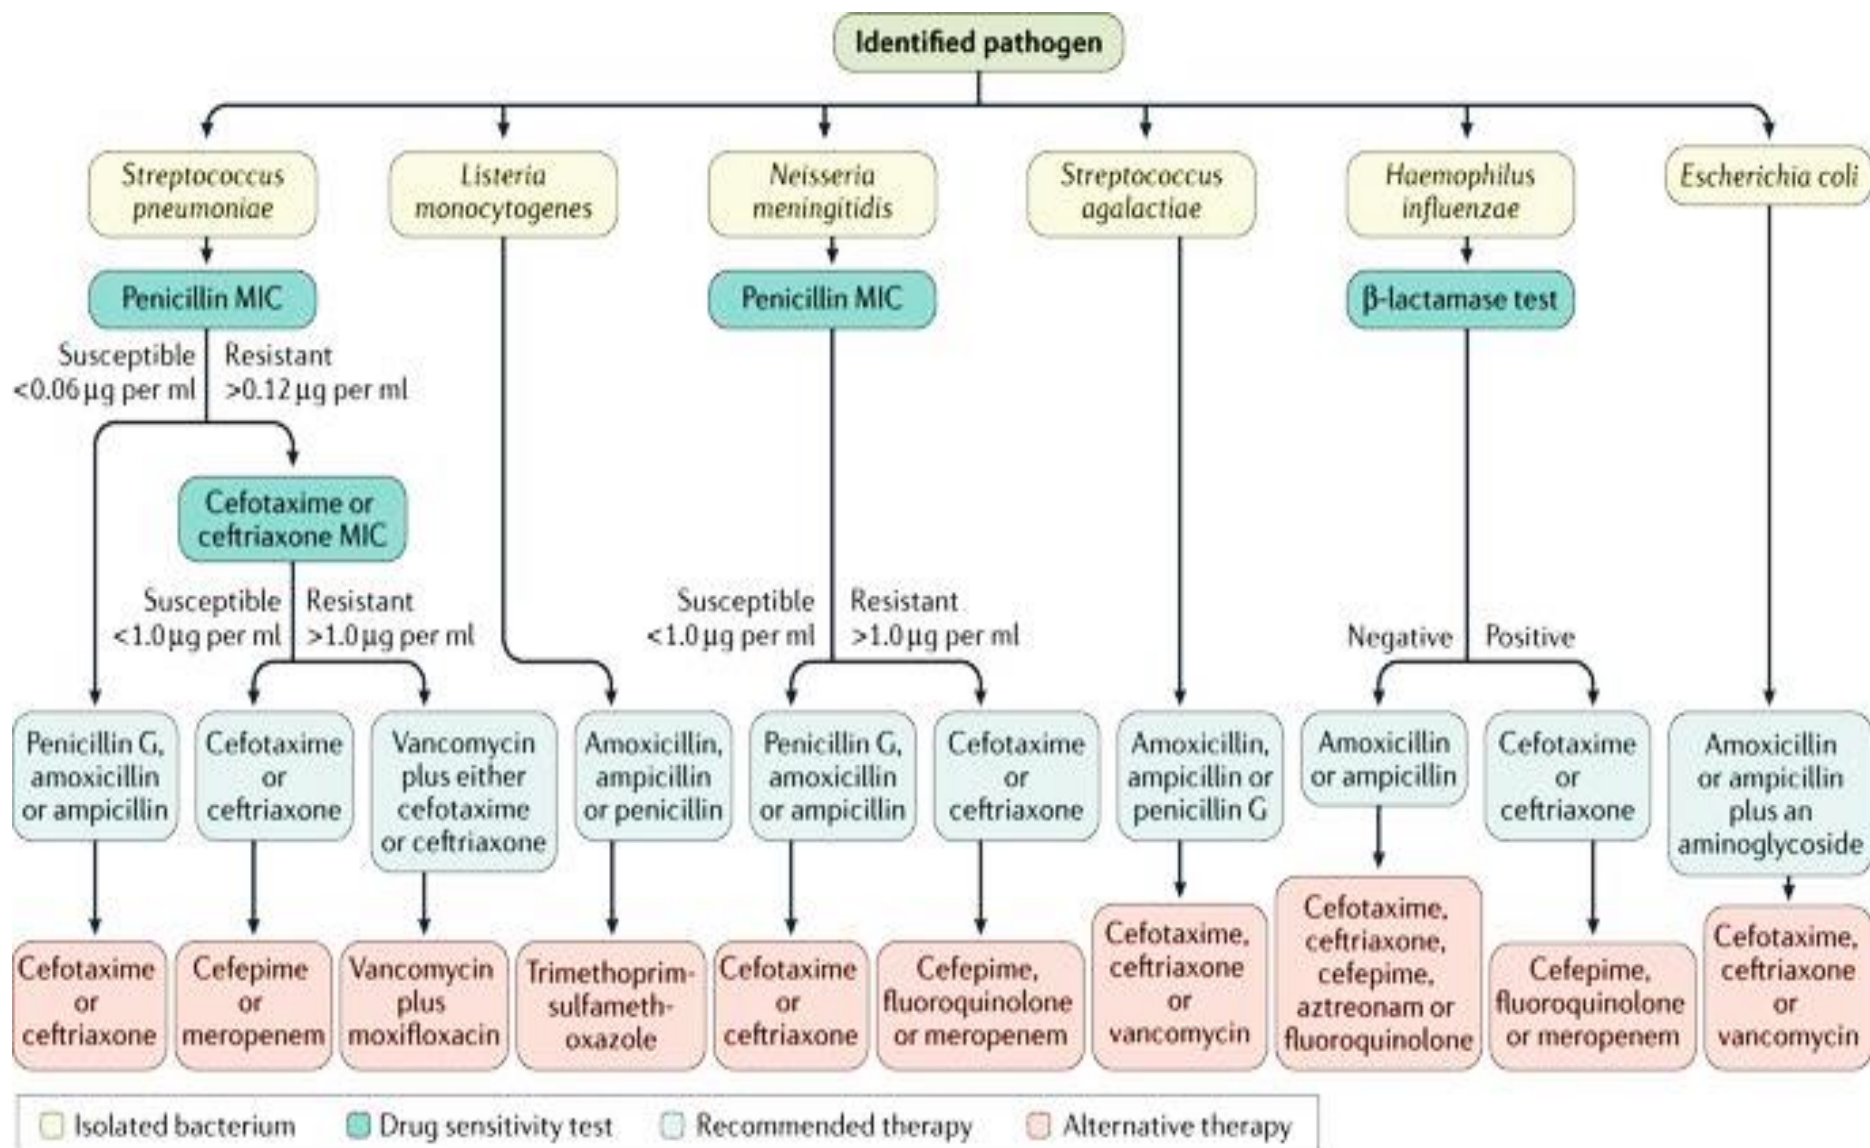 Identified pathogen
Streptococcus
pneumoniae
Listeria
monocytogenes
Neisseria
meningitidis
Streptococcus
agalactiae
Haemophilus
influenzae
Escherichia coli
Penicillin MIC
Penicillin MIC
β-lactamase test
Susceptible
<0.06 μg per ml
Resistant
>0.12 μg per ml
Cefotaxime or
ceftriaxone MIC
Susceptible
<1.0 μg per ml
Resistant
>1.0 μg per ml
Susceptible
<1.0 μg per ml
Resistant
>1.0 μg per ml
Negative
Positive
Penicillin G,
amoxicillin
or ampicillin
Cefotaxime
or
ceftriaxone
Vancomycin
plus either
cefotaxime
or ceftriaxone
Amoxicillin,
ampicillin
or penicillin
Penicillin G,
amoxicillin
or ampicillin
Cefotaxime
or
ceftriaxone
Amoxicillin,
ampicillin or
penicillin G
Amoxicillin
or ampicillin
Cefotaxime
or
ceftriaxone
Amoxicillin
or ampicillin
plus an
aminoglycoside
Cefotaxime
or
ceftriaxone
Cefepime
or
meropenem
Vancomycin
plus
moxifloxacin
Trimethoprim-
sulfameth-
oxazole
Cefotaxime
or
ceftriaxone
Cefepime,
fluoroquinolone
or meropenem
Cefotaxime,
ceftriaxone
or
vancomycin
Cefotaxime,
ceftriaxone,
cefepime,
aztreonam or
fluoroquinolone
Cefepime,
fluoroquinolone
or meropenem
Cefotaxime,
ceftriaxone
or
vancomycin
Isolated bacterium
Drug sensitivity test
Recommended therapy
Alternative therapy